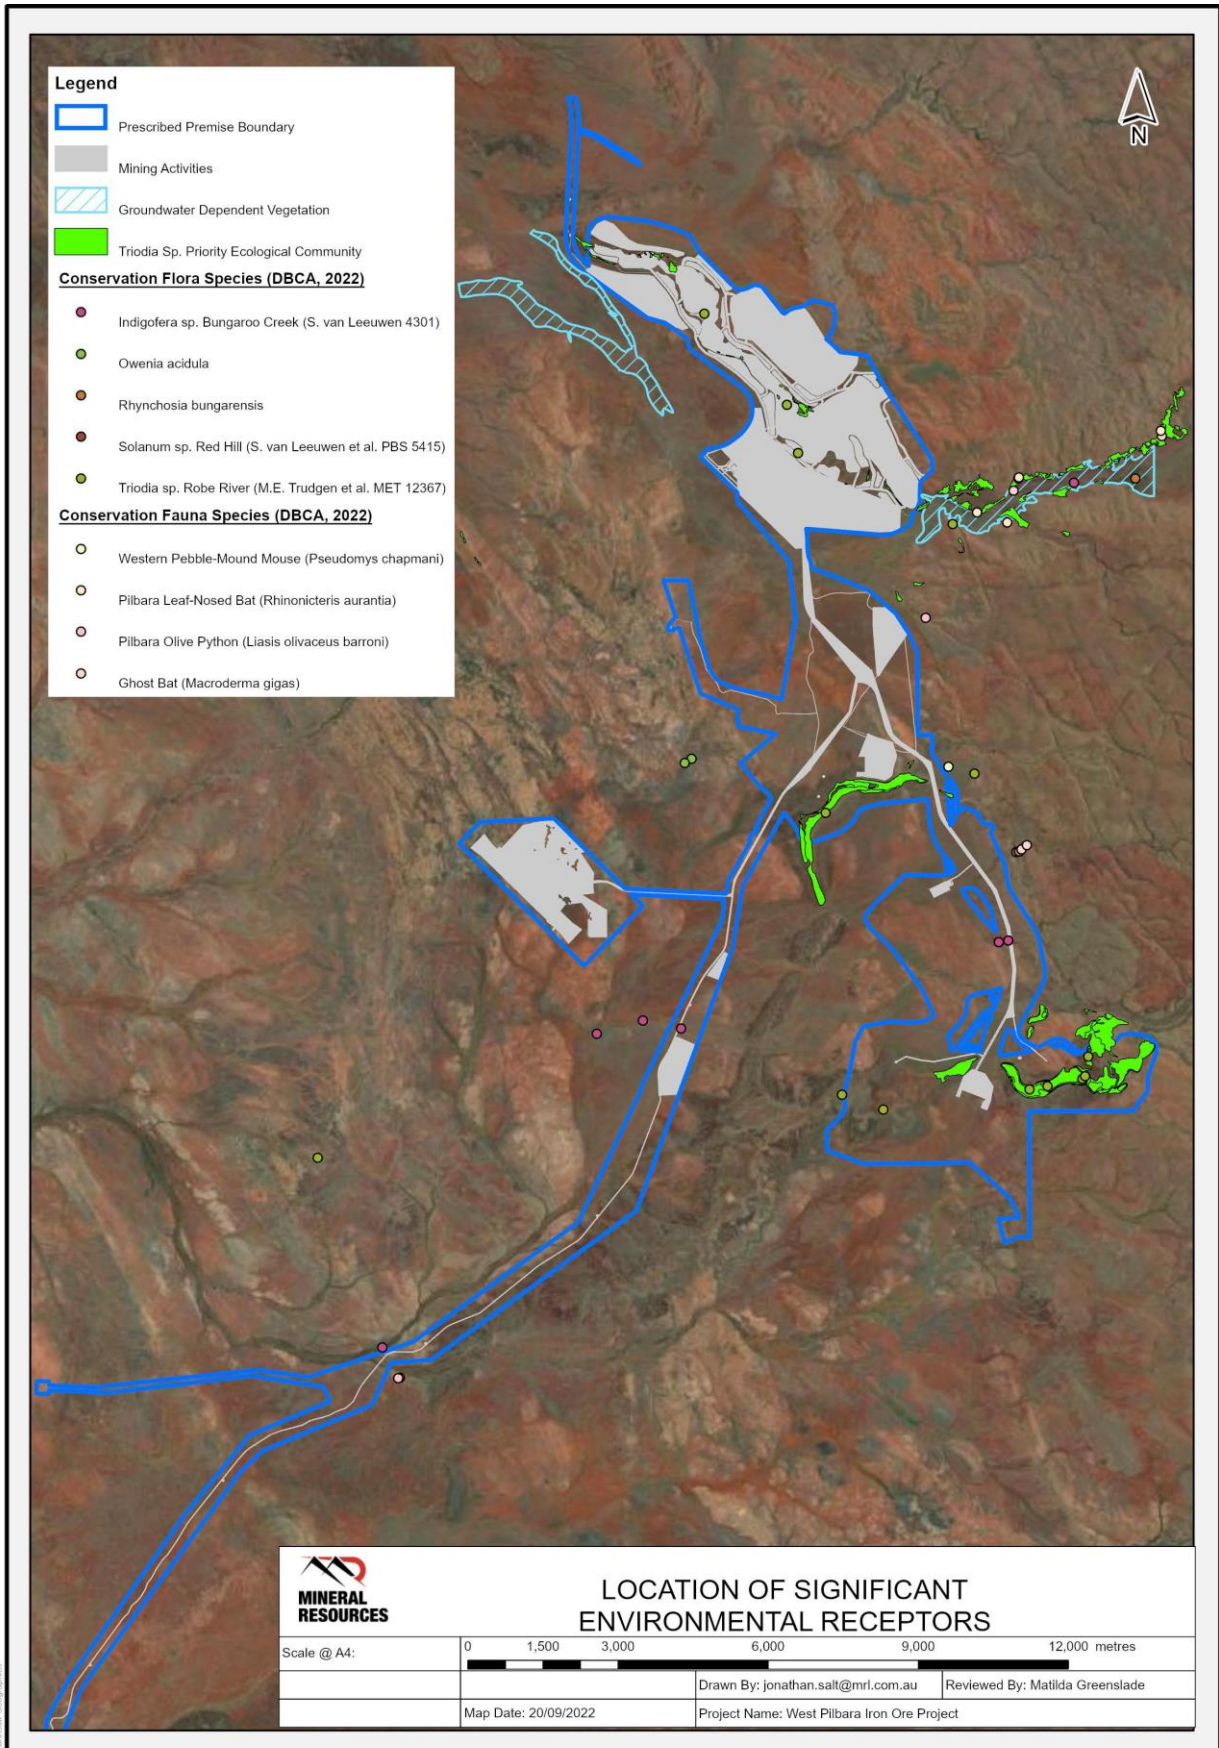 Legend
Prescribed Premise Boundary
Mining Activities
Groundwater Dependent Vegetation
Triodia Sp. Priority Ecological Community
Conservation Flora Species (DBCA, 2022)
Indigofera sp. Bungaroo Creek (S. van Leeuwen 4301)
Owenia acidula
Rhynchosia bungarensis
Solanum sp. Red Hill (S. van Leeuwen et al. PBS 5415)
Triodia sp. Robe River (M.E. Trudgen et al. MET 12367)
Conservation Fauna Species (DBCA, 2022)
Western Pebble-Mound Mouse (Pseudomys chapmani)
Pilbara Leaf-Nosed Bat (Rhinonicteris aurantia)
Pilbara Olive Python (Liasis olivaceus barroni)
Ghost Bat (Macroderma gigas)
N
MINERAL
RESOURCES
LOCATION OF SIGNIFICANT
ENVIRONMENTAL RECEPTORS
Scale @ A4:
0 1,500 3,000 6,000 9,000 12,000 metres
Drawn By: jonathan.salt@mrl.com.au
Reviewed By: Matilda Greenslade
Map Date: 20/09/2022
Project Name: West Pilbara Iron Ore Project